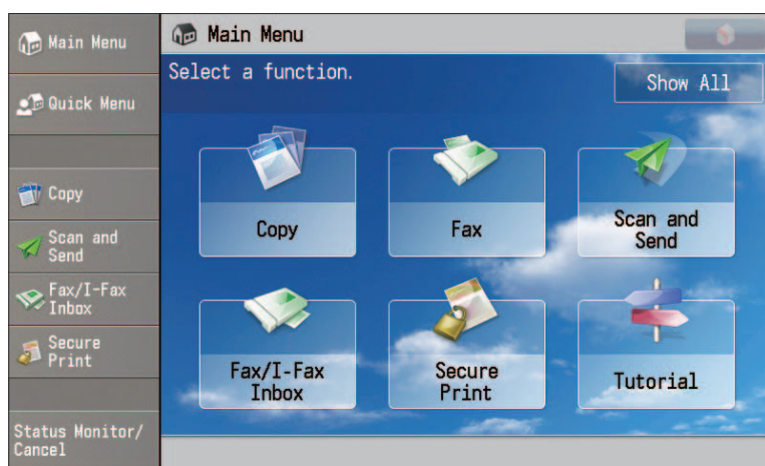 Main Menu
Quick Menu
Copy
Scan and
Send
Fax/I-Fax
Inbox
Secure
Print
Status Monitor/
Cancel
Main Menu
Select a function.
Show All
Copy
Fax
Scan and
Send
Fax/I-Fax
Inbox
Secure
Print
Tutorial